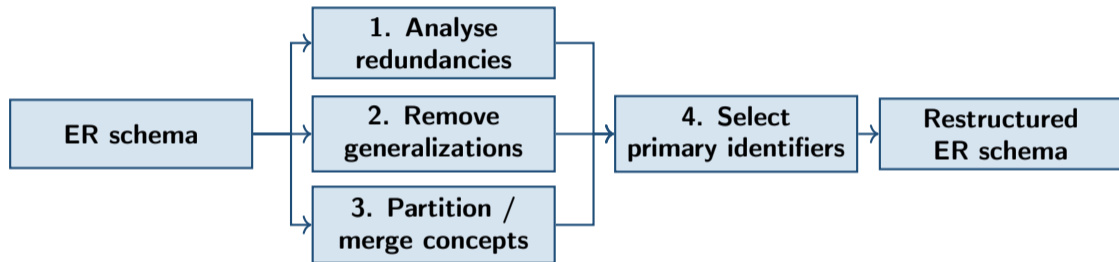 ER schema
1. Analyse
redundancies
2. Remove
generalizations
3. Partition /
merge concepts
4. Select
primary identifiers
Restructured
ER schema